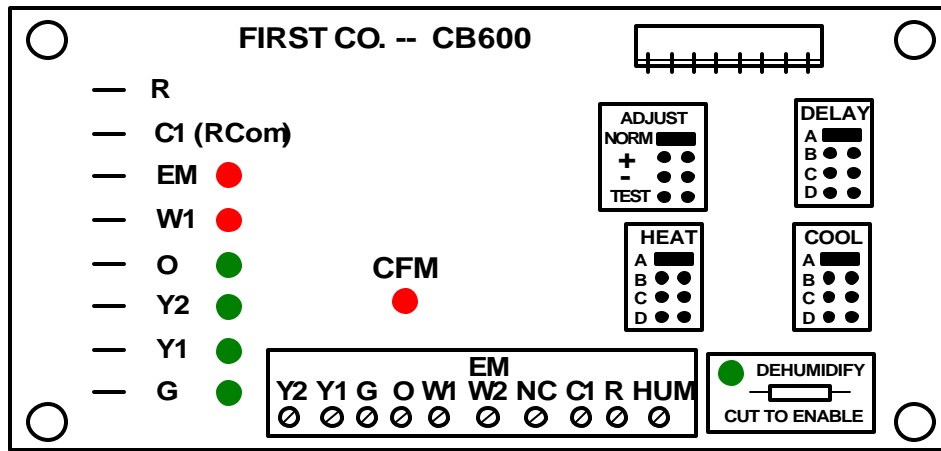 FIRST CO. -- CB600
R
C1 (RCom)
EM
W1
O
Y2
Y1
G
CFM
ADJUST
NORM
+
-
TEST
DELAY
A
B
C
D
HEAT
A
B
C
D
COOL
A
B
C
D
EM
Y2 Y1 G O W1 W2 NC C1 R HUM
DEHUMIDIFY
CUT TO ENABLE